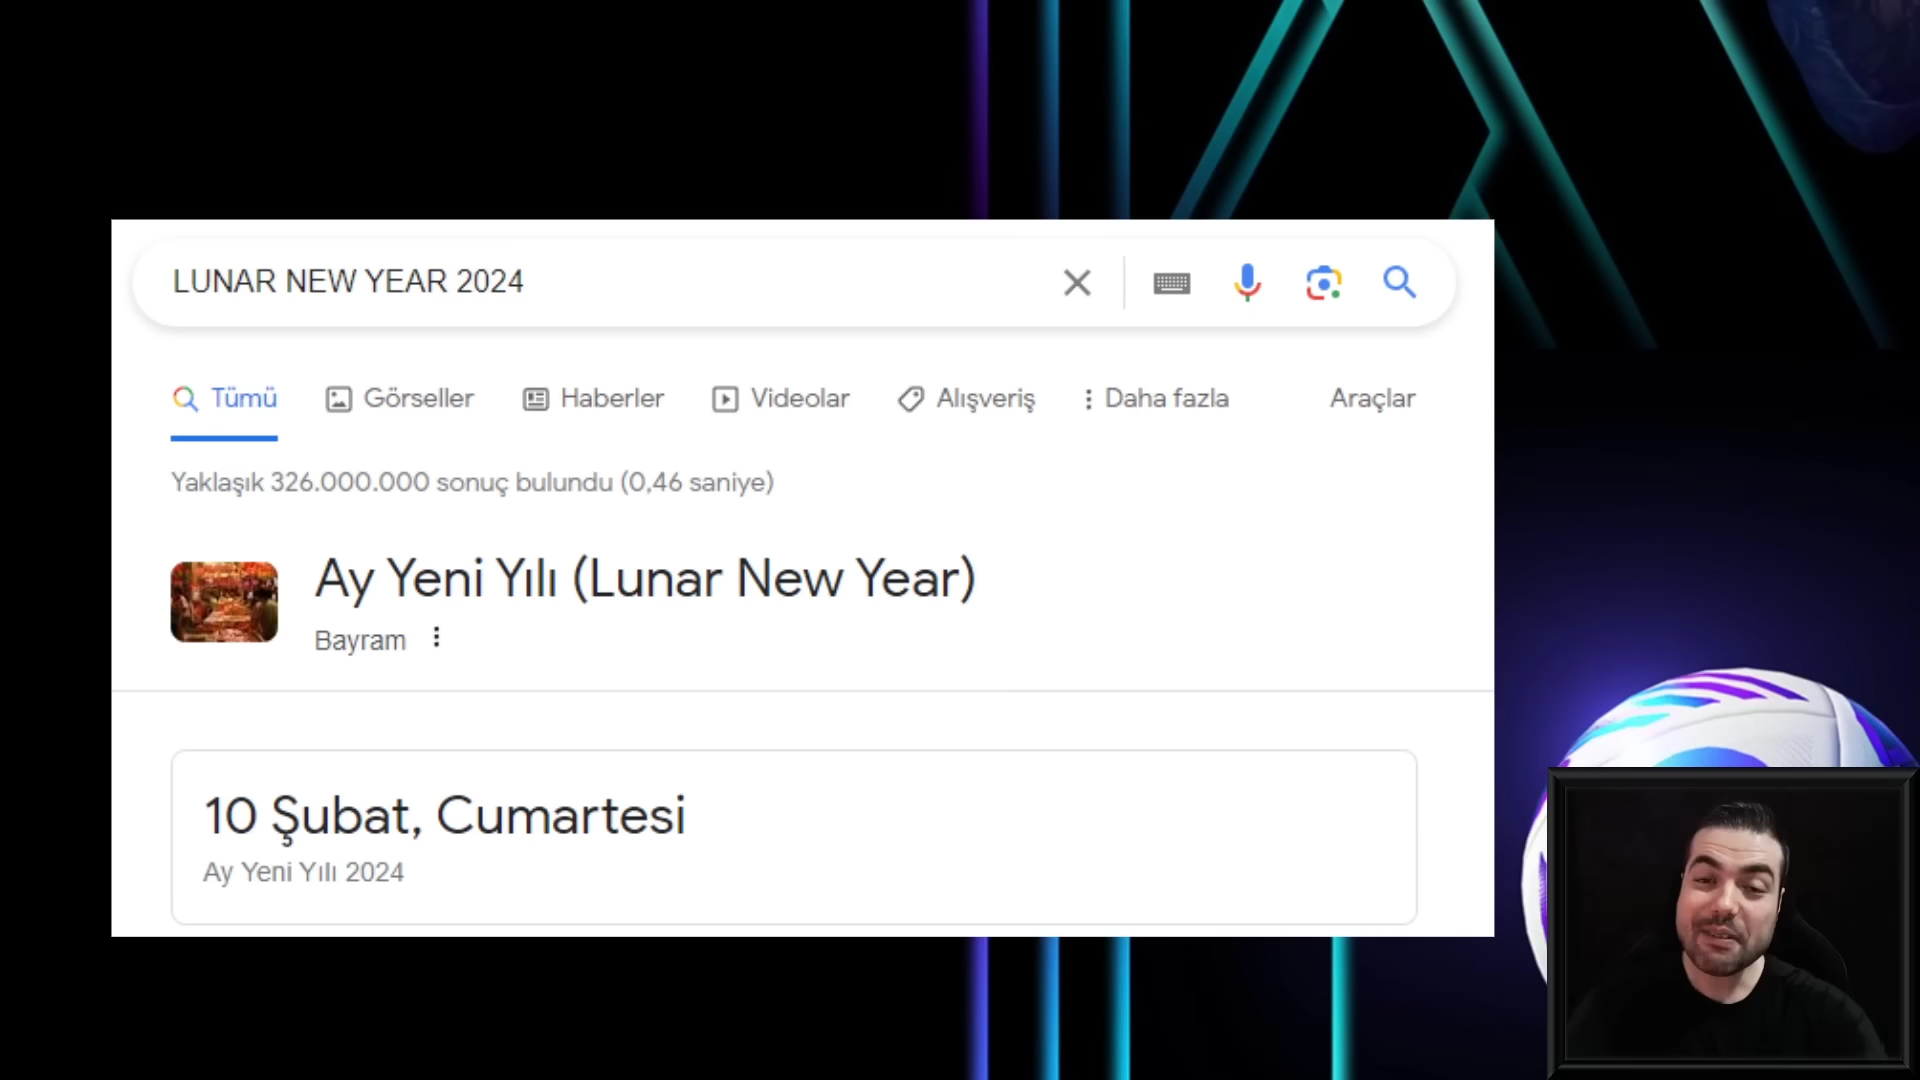 LUNAR NEW YEAR 2024
Tümü Görseller Haberler Videolar Alışveriş Daha fazla Araçlar
Yaklaşık 326.000.000 sonuç bulundu (0,46 saniye)
Ay Yeni Yılı (Lunar New Year)
Bayram
10 Şubat, Cumartesi
Ay Yeni Yılı 2024